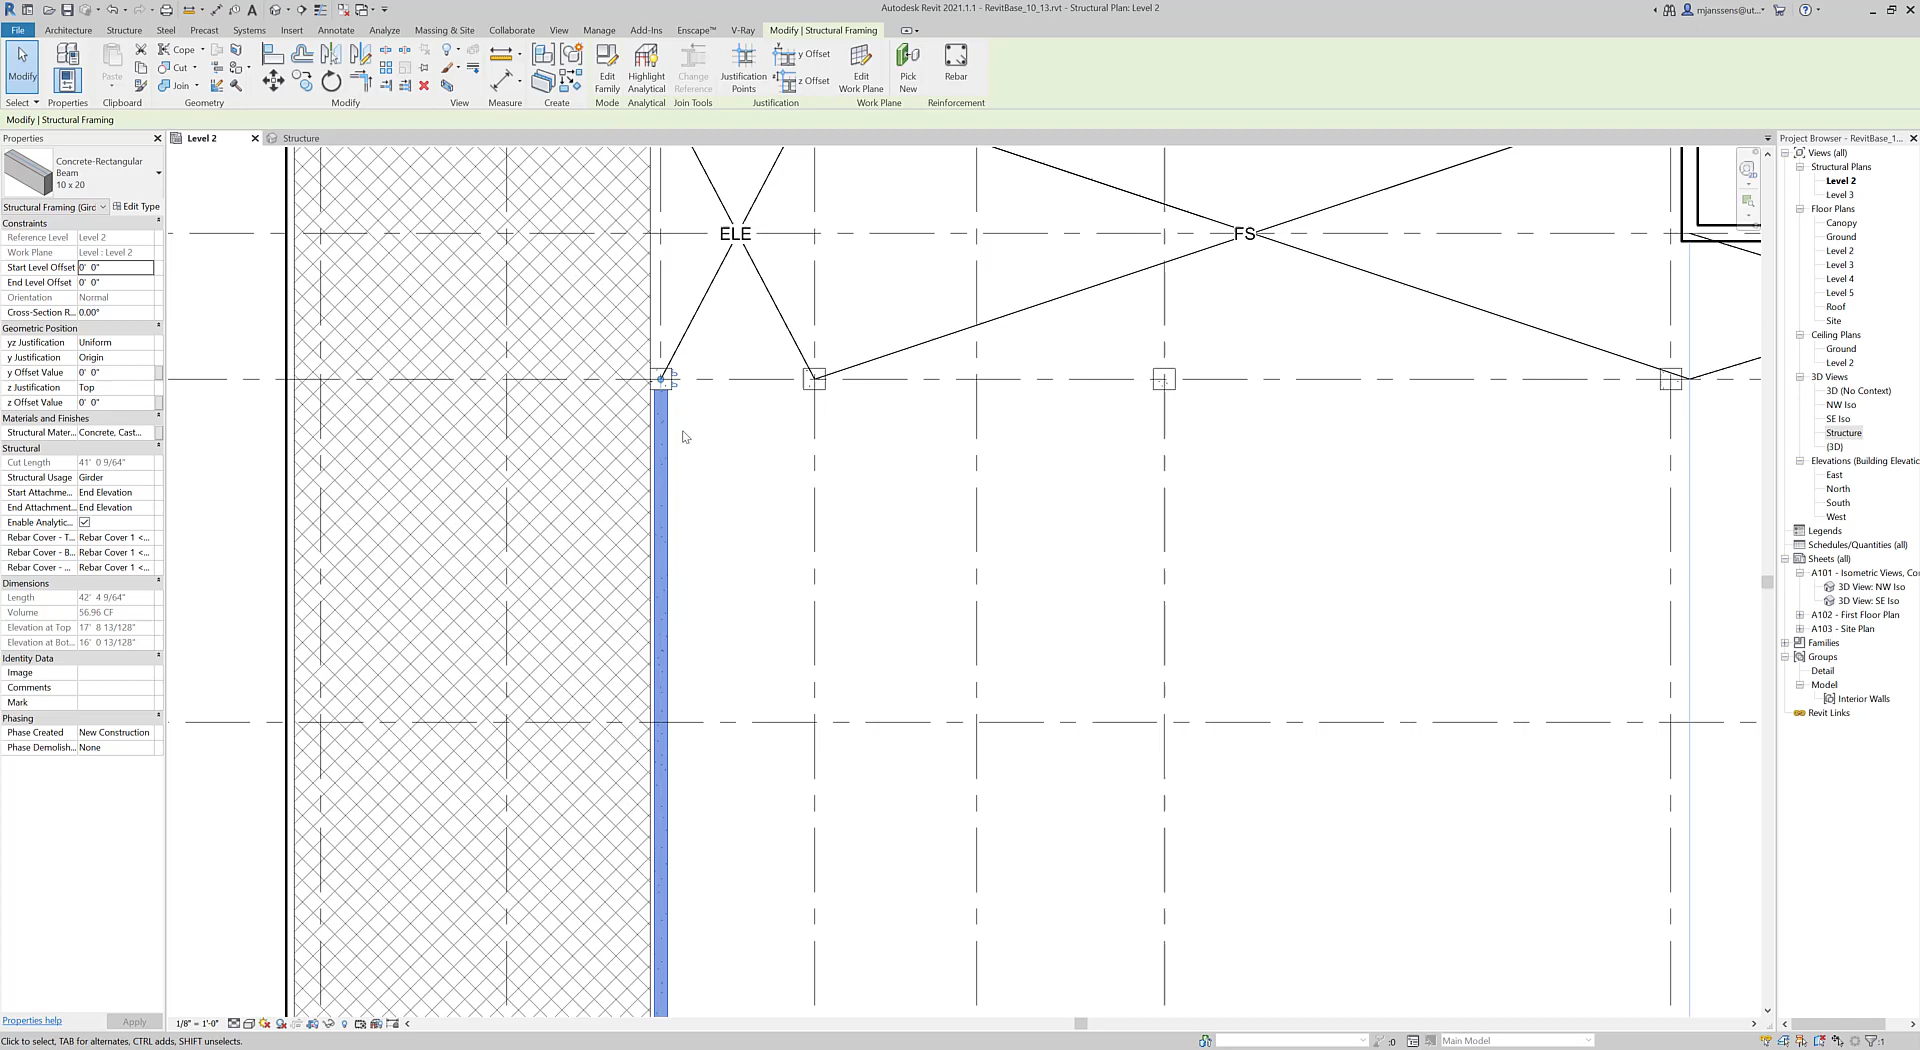 Autodesk Revit 2021.1.1 - RevitBase_10_13.rvt - Structural Plan: Level 2
mjanssens@ut...
File Architecture Structure Steel Precast Systems Insert Annotate Analyze Massing & Site Collaborate View Manage Add-Ins Enscape™ V-Ray Modify | Structural Framing
Modify
Paste
Cope
Cut
Join
Edit Family
Highlight Analytical
Change Reference
Justification Points
y Offset
z Offset
Edit Work Plane
Pick New
Rebar
Select Properties Clipboard Geometry Modify View Measure Create Mode Analytical Join Tools Justification Work Plane Reinforcement
Modify | Structural Framing
Properties
Level 2
Structure
Concrete-Rectangular
Beam
10 x 20
Structural Framing (Girc
Edit Type
Constraints
Reference Level Level 2
Work Plane Level : Level 2
Start Level Offset 0' 0"
End Level Offset 0' 0"
Orientation Normal
Cross-Section R... 0.00°
Geometric Position
yz Justification Uniform
y Justification Origin
y Offset Value 0' 0"
z Justification Top
z Offset Value 0' 0"
Materials and Finishes
Structural Mater... Concrete, Cast...
Structural
Cut Length 41' 0 9/64"
Structural Usage Girder
Start Attachme... End Elevation
End Attachment... End Elevation
Enable Analytic...
Rebar Cover - T... Rebar Cover 1 <...
Rebar Cover - B... Rebar Cover 1 <...
Rebar Cover - ... Rebar Cover 1 <...
Dimensions
Length 42' 4 9/64"
Volume 56.96 CF
Elevation at Top 17' 8 13/128"
Elevation at Bot... 16' 0 13/128"
Identity Data
Image
Comments
Mark
Phasing
Phase Created New Construction
Phase Demolish... None
Properties help
Apply
ELE
FS
Project Browser - RevitBase_1...
Views (all)
Structural Plans
Level 2
Level 3
Floor Plans
Canopy
Ground
Level 2
Level 3
Level 4
Level 5
Roof
Site
Ceiling Plans
Ground
Level 2
3D Views
3D (No Context)
NW Iso
SE Iso
Structure
{3D}
Elevations (Building Elevatic
East
North
South
West
Legends
Schedules/Quantities (all)
Sheets (all)
A101 - Isometric Views, Co
3D View: NW Iso
3D View: SE Iso
A102 - First Floor Plan
A103 - Site Plan
Families
Groups
Detail
Model
Interior Walls
Revit Links
1/8" = 1'-0"
Click to select, TAB for alternates, CTRL adds, SHIFT unselects.
:0
Main Model
:1